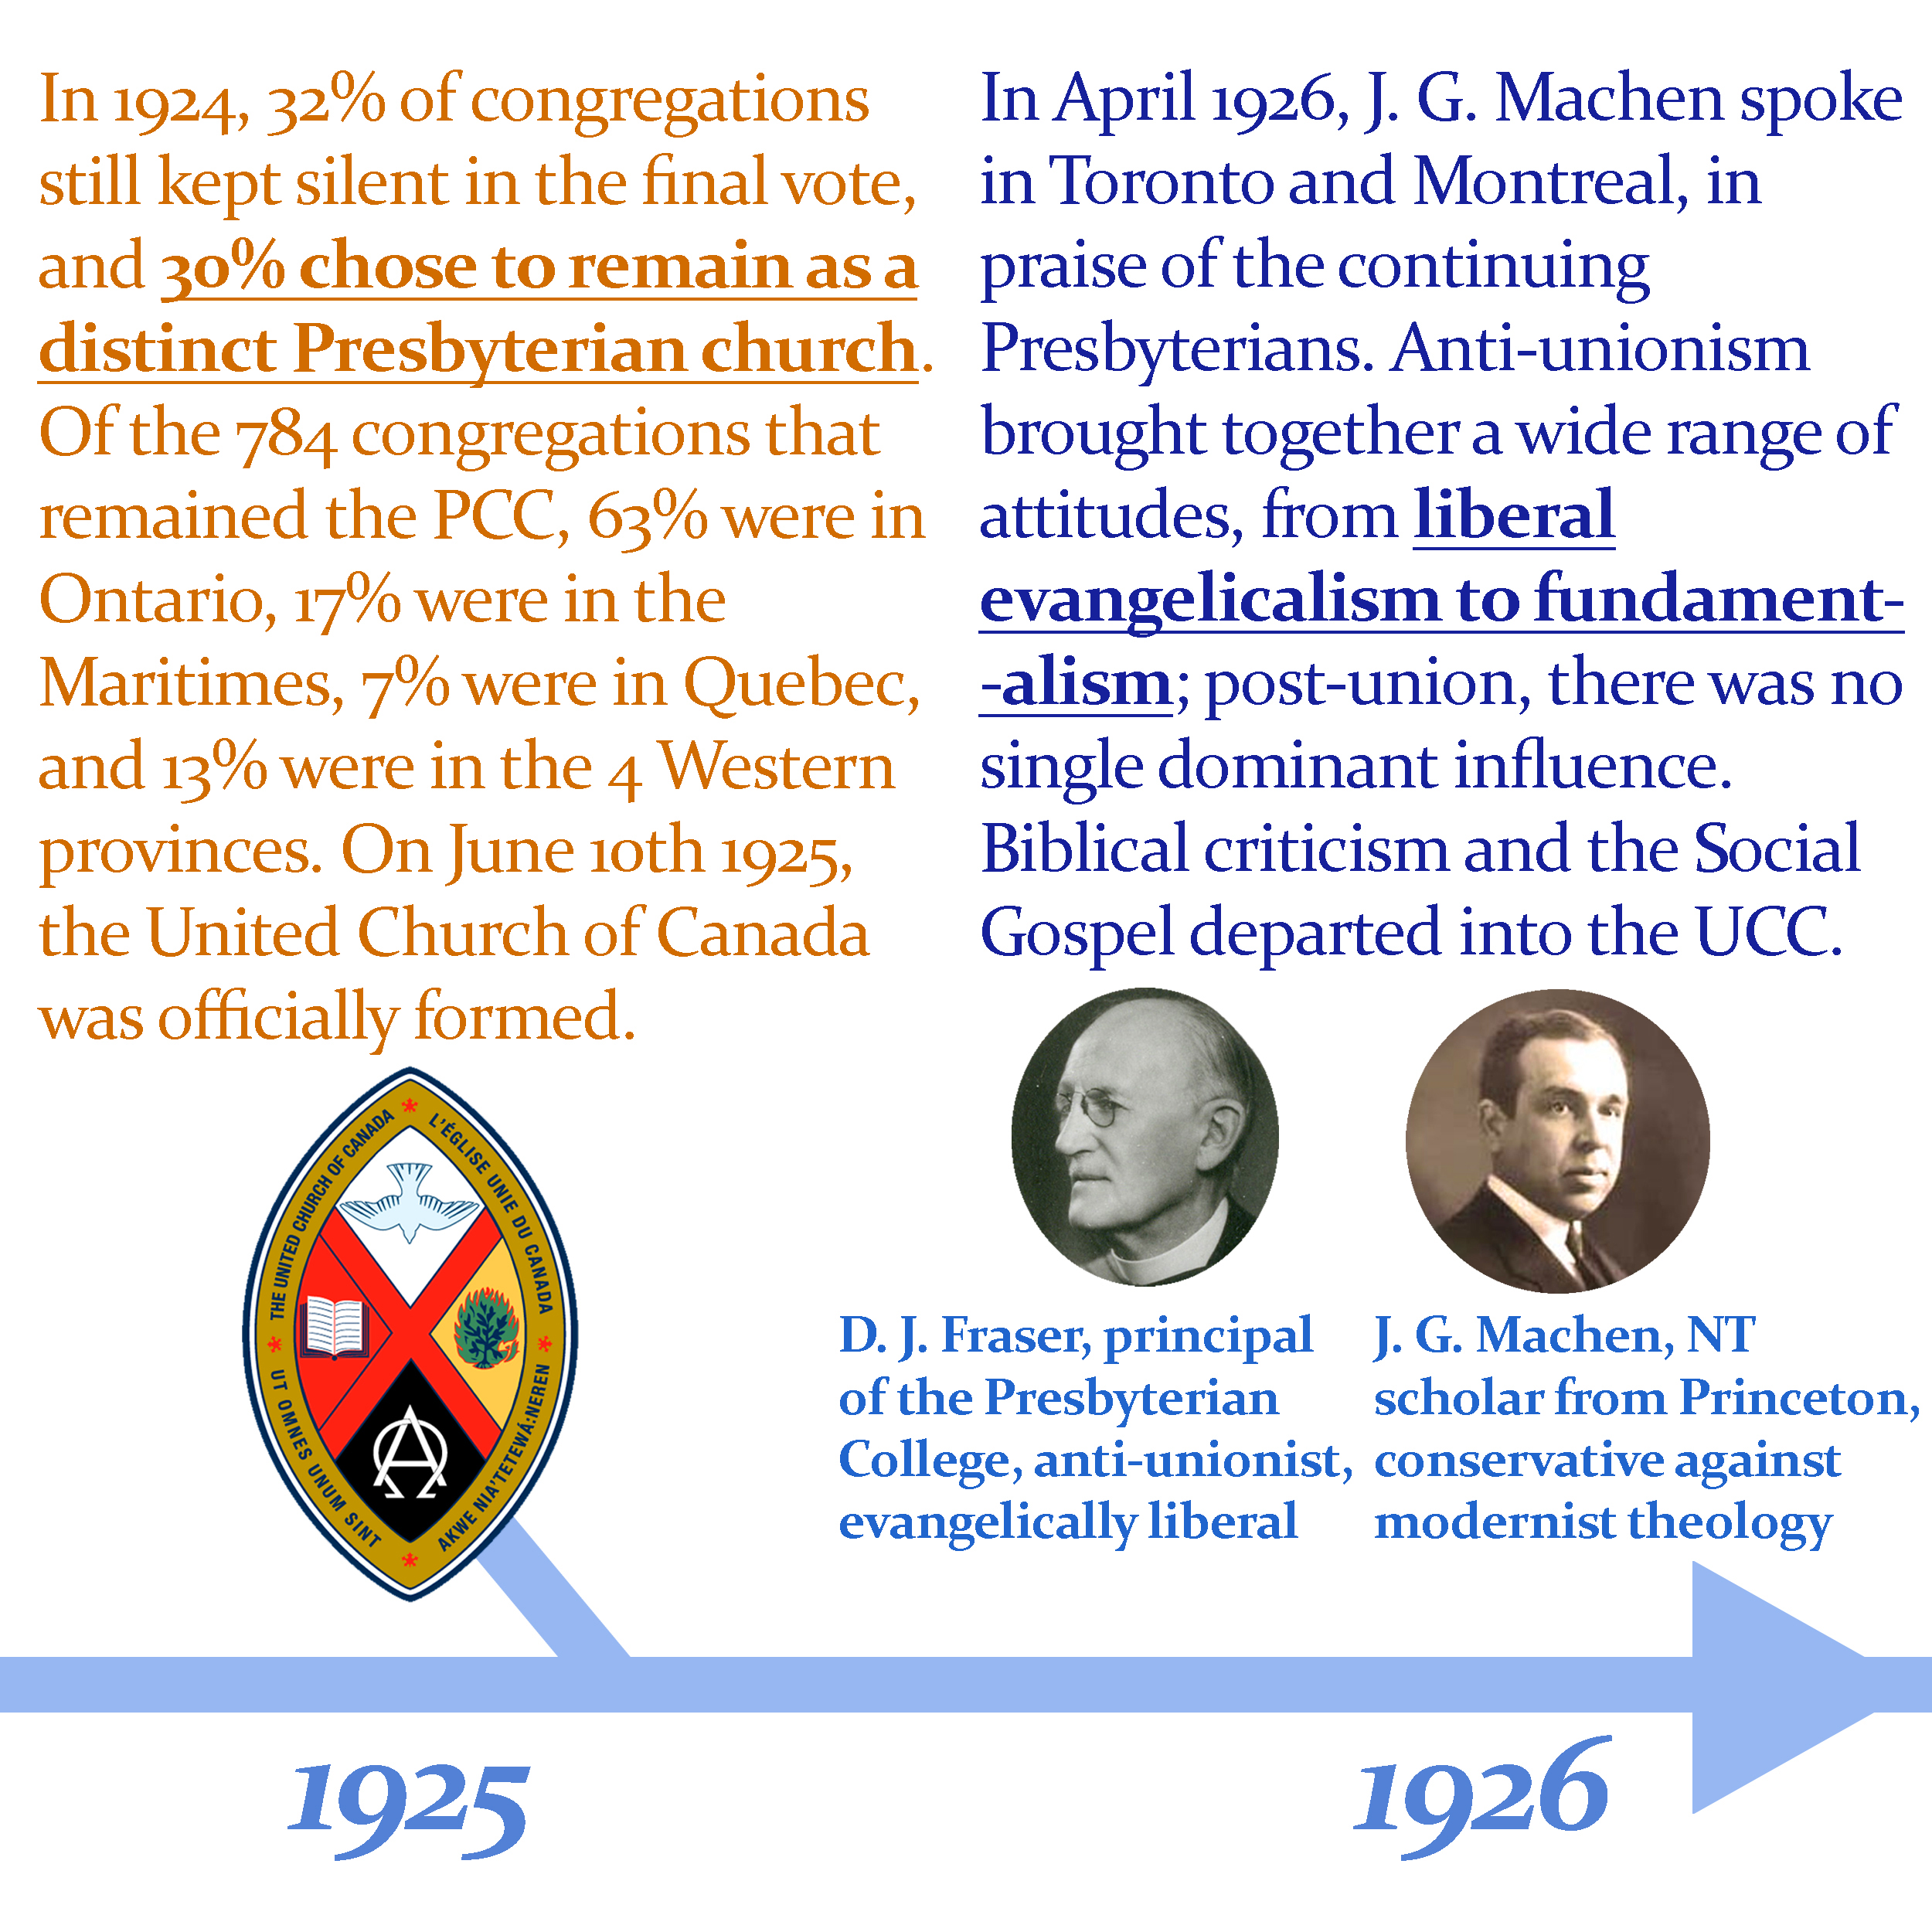 In 1924, 32% of congregations
still kept silent in the final vote,
and 30% chose to remain as a
distinct Presbyterian church.
Of the 784 congregations that
remained the PCC, 63% were in
Ontario, 17% were in the
Maritimes, 7% were in Quebec,
and 13% were in the 4 Western
provinces. On June 10th 1925,
the United Church of Canada
was officially formed.
In April 1926, J. G. Machen spoke
in Toronto and Montreal, in
praise of the continuing
Presbyterians. Anti-unionism
brought together a wide range of
attitudes, from liberal
evangelicalism to fundament-
-alism; post-union, there was no
single dominant influence.
Biblical criticism and the Social
Gospel departed into the UCC.
THE UNITED CHURCH OF CANADA
L'ÉGLISE UNIE DU CANADA
UT OMNES UNUM SINT
AKWE NIA'TETEWÁ:NEREN
ΑΩ
D. J. Fraser, principal
of the Presbyterian
College, anti-unionist,
evangelically liberal
J. G. Machen, NT
scholar from Princeton,
conservative against
modernist theology
1925
1926